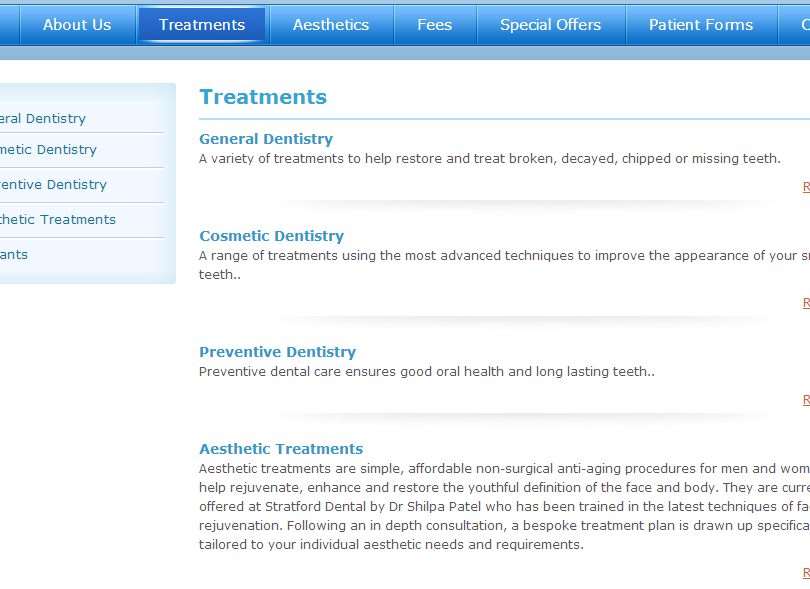 About Us Treatments Aesthetics Fees Special Offers Patient Forms
eral Dentistry
metic Dentistry
entive Dentistry
thetic Treatments
ants
Treatments
General Dentistry
A variety of treatments to help restore and treat broken, decayed, chipped or missing teeth.
R
Cosmetic Dentistry
A range of treatments using the most advanced techniques to improve the appearance of your s
teeth..
R
Preventive Dentistry
Preventive dental care ensures good oral health and long lasting teeth..
R
Aesthetic Treatments
Aesthetic treatments are simple, affordable non-surgical anti-aging procedures for men and wom
help rejuvenate, enhance and restore the youthful definition of the face and body. They are curre
offered at Stratford Dental by Dr Shilpa Patel who has been trained in the latest techniques of fa
rejuvenation. Following an in depth consultation, a bespoke treatment plan is drawn up specifica
tailored to your individual aesthetic needs and requirements.
R